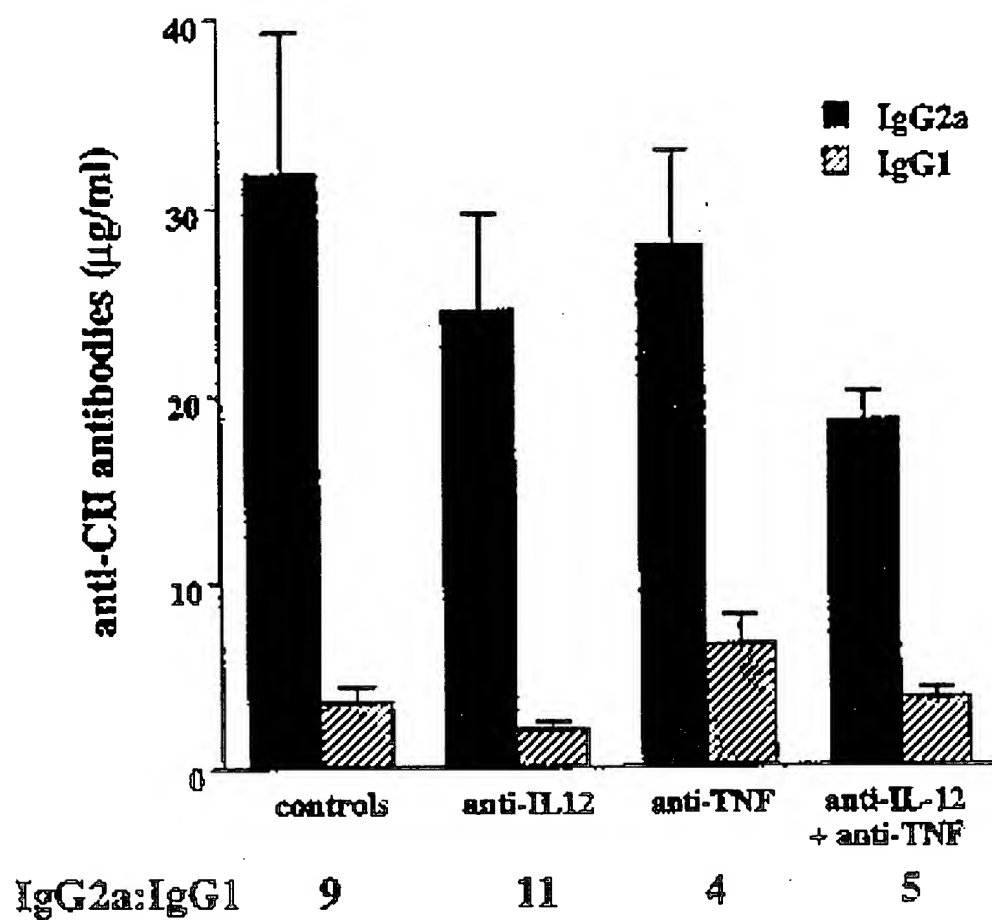 40
30
20
10
0
anti-CII antibodies (µg/ml)
IgG2a
IgG1
controls
anti-IL12
anti-TNF
anti-IL-12
+ anti-TNF
IgG2a:IgG1 9 11 4 5